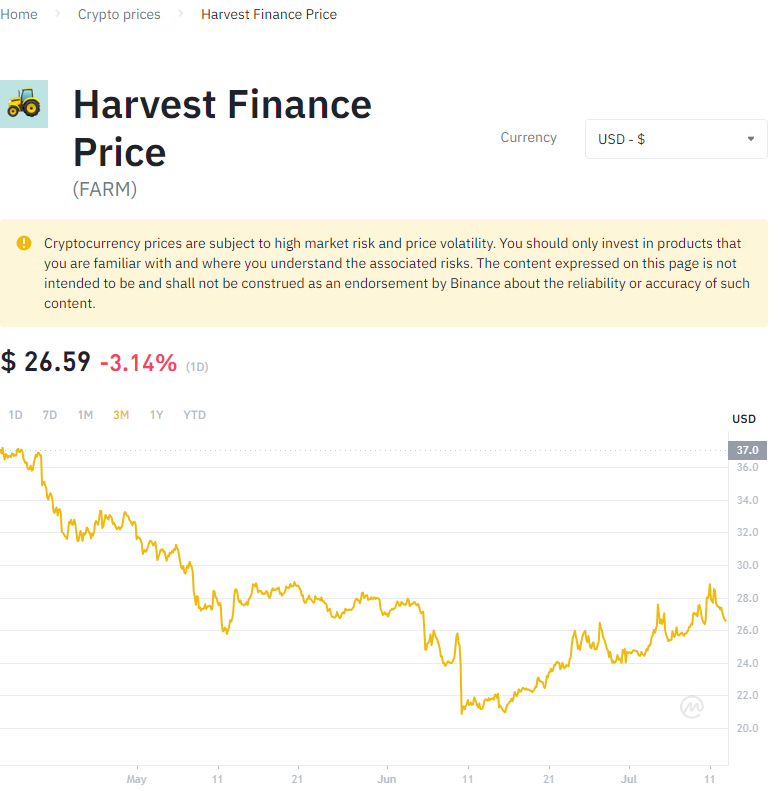 Home > Crypto prices > Harvest Finance Price
Harvest Finance
Price
(FARM)
Currency
USD - $
Cryptocurrency prices are subject to high market risk and price volatility. You should only invest in products that
you are familiar with and where you understand the associated risks. The content expressed on this page is not
intended to be and shall not be construed as an endorsement by Binance about the reliability or accuracy of such
content.
$ 26.59 -3.14% (1D)
1D 7D 1M 3M 1Y YTD
USD
37.0
36.0
34.0
32.0
30.0
28.0
26.0
24.0
22.0
20.0
May 11 21 Jun 11 21 Jul 11